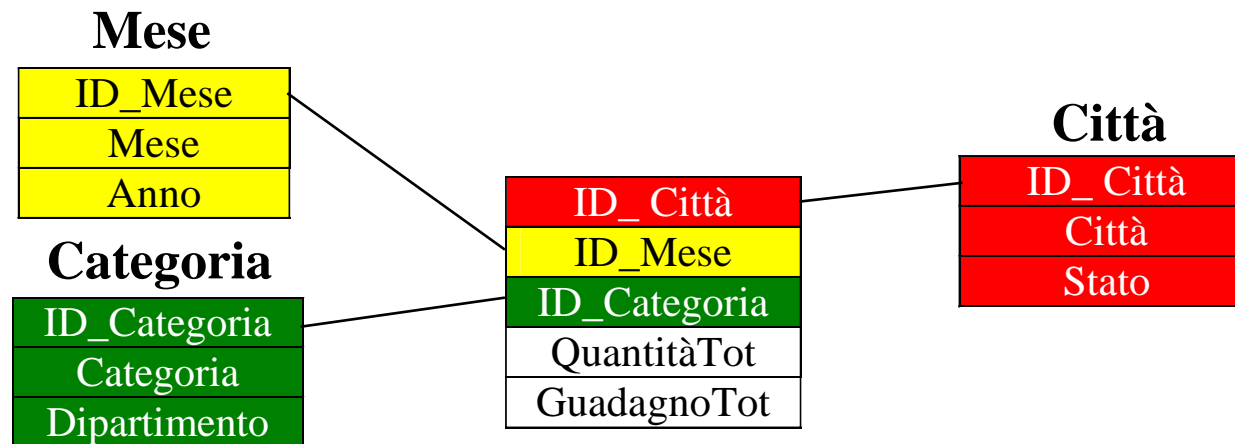 Mese
ID_Mese
Mese
Anno
Categoria
ID_Categoria
Categoria
Dipartimento
ID_ Città
ID_Mese
ID_Categoria
QuantitàTot
GuadagnoTot
Città
ID_ Città
Città
Stato